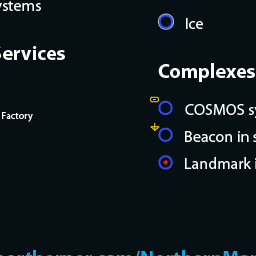 ystems
Ice
Services
Complexes
COSMOS sy
Factory
Beacon in s
Landmark i